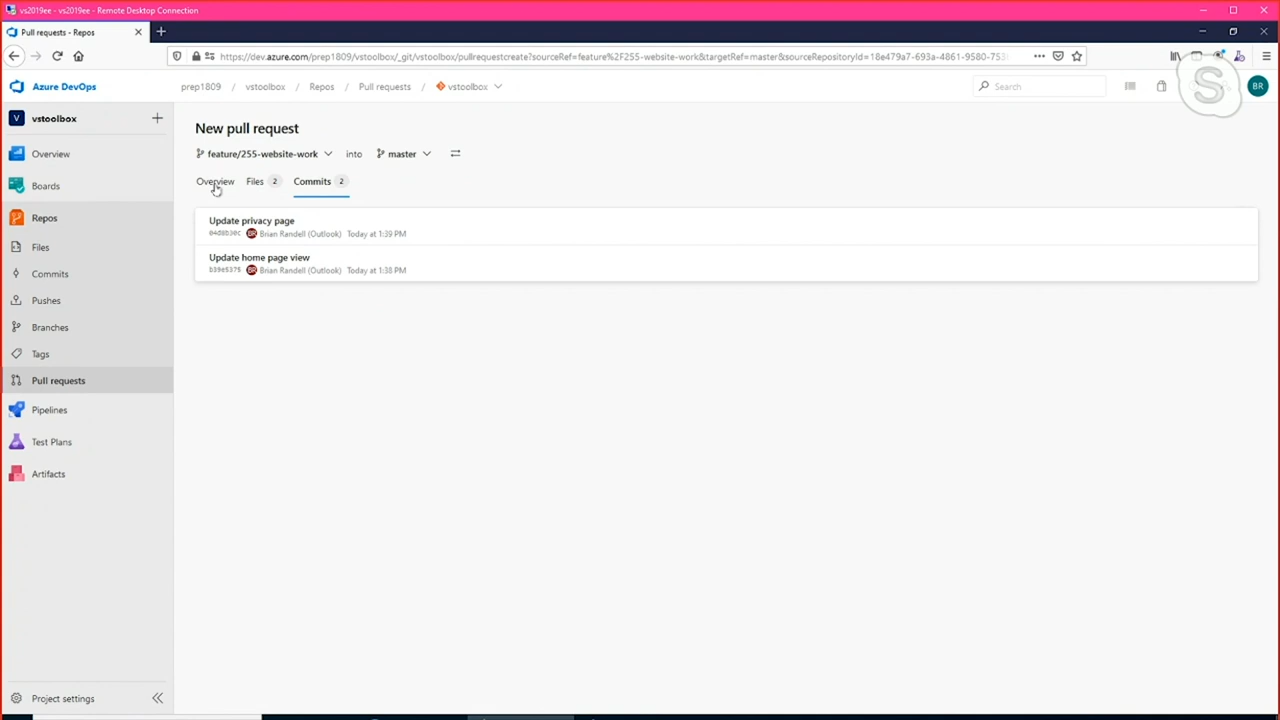 vs2019ee - vs2019ee - Remote Desktop Connection
Pull requests - Repos
https://dev.azure.com/prep1809/vstoolbox/_git/vstoolbox/pullrequestcreate?sourceRef=feature%2F255-website-work&targetRef=master&sourceRepositoryId=18e479a7-693a-4861-9580-753
Azure DevOps
prep1809 / vstoolbox / Repos / Pull requests / vstoolbox
Search
BR
V vstoolbox
New pull request
Overview
feature/255-website-work into master
Boards
Overview Files 2 Commits 2
Repos
Update privacy page
04d8b30c BR Brian Randell (Outlook) Today at 1:39 PM
Files
Update home page view
b39e5375 BR Brian Randell (Outlook) Today at 1:38 PM
Commits
Pushes
Branches
Tags
Pull requests
Pipelines
Test Plans
Artifacts
Project settings